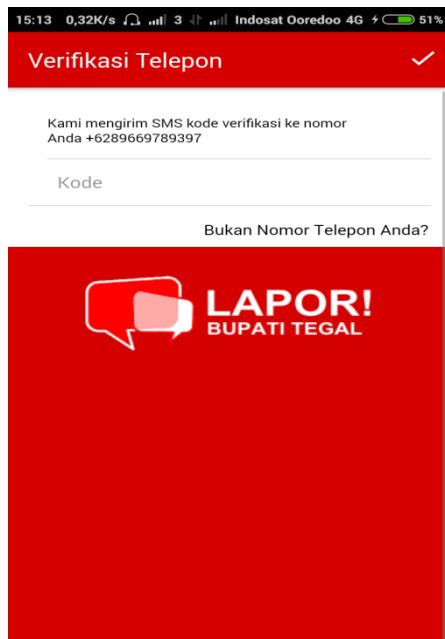 15:13 0,32K/s 3 Indosat Ooredoo 4G 51%
Verifikasi Telepon
Kami mengirim SMS kode verifikasi ke nomor
Anda +6289669789397
Kode
Bukan Nomor Telepon Anda?
LAPOR!
BUPATI TEGAL